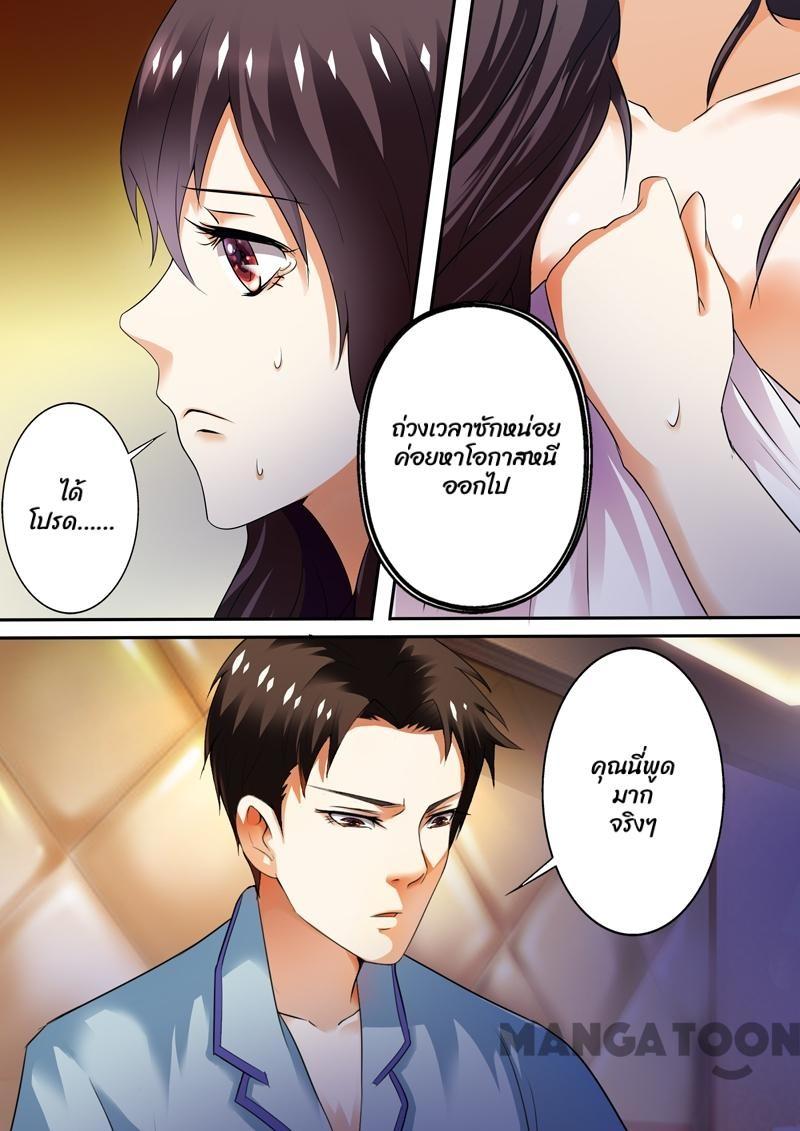 ได้
โปรด......
ถ่วงเวลาซักหน่อย
ค่อยหาโอกาสหนี
ออกไป
คุณนี่พูด
มาก
จริงๆ
MANGATOON